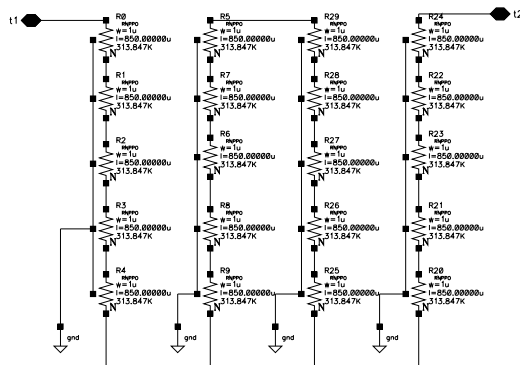 t1
R0
RNPPO
w=1u
l=850.00000u
313.847K
N
R1
RNPPO
w=1u
l=850.00000u
313.847K
N
R2
RNPPO
w=1u
l=850.00000u
313.847K
N
R3
RNPPO
w=1u
l=850.00000u
313.847K
N
R4
RNPPO
w=1u
l=850.00000u
313.847K
N
gnd
R5
RNPPO
w=1u
l=850.00000u
313.847K
N
R7
RNPPO
w=1u
l=850.00000u
313.847K
N
R6
RNPPO
w=1u
l=850.00000u
313.847K
N
R8
RNPPO
w=1u
l=850.00000u
313.847K
N
R9
RNPPO
w=1u
l=850.00000u
313.847K
N
gnd
R29
RNPPO
w=1u
l=850.00000u
313.847K
N
R28
RNPPO
w=1u
l=850.00000u
313.847K
N
R27
RNPPO
w=1u
l=850.00000u
313.847K
N
R26
RNPPO
w=1u
l=850.00000u
313.847K
N
R25
RNPPO
w=1u
l=850.00000u
313.847K
N
gnd
R24
RNPPO
w=1u
l=850.00000u
313.847K
N
R22
RNPPO
w=1u
l=850.00000u
313.847K
N
R23
RNPPO
w=1u
l=850.00000u
313.847K
N
R21
RNPPO
w=1u
l=850.00000u
313.847K
N
R20
RNPPO
w=1u
l=850.00000u
313.847K
N
gnd
t2